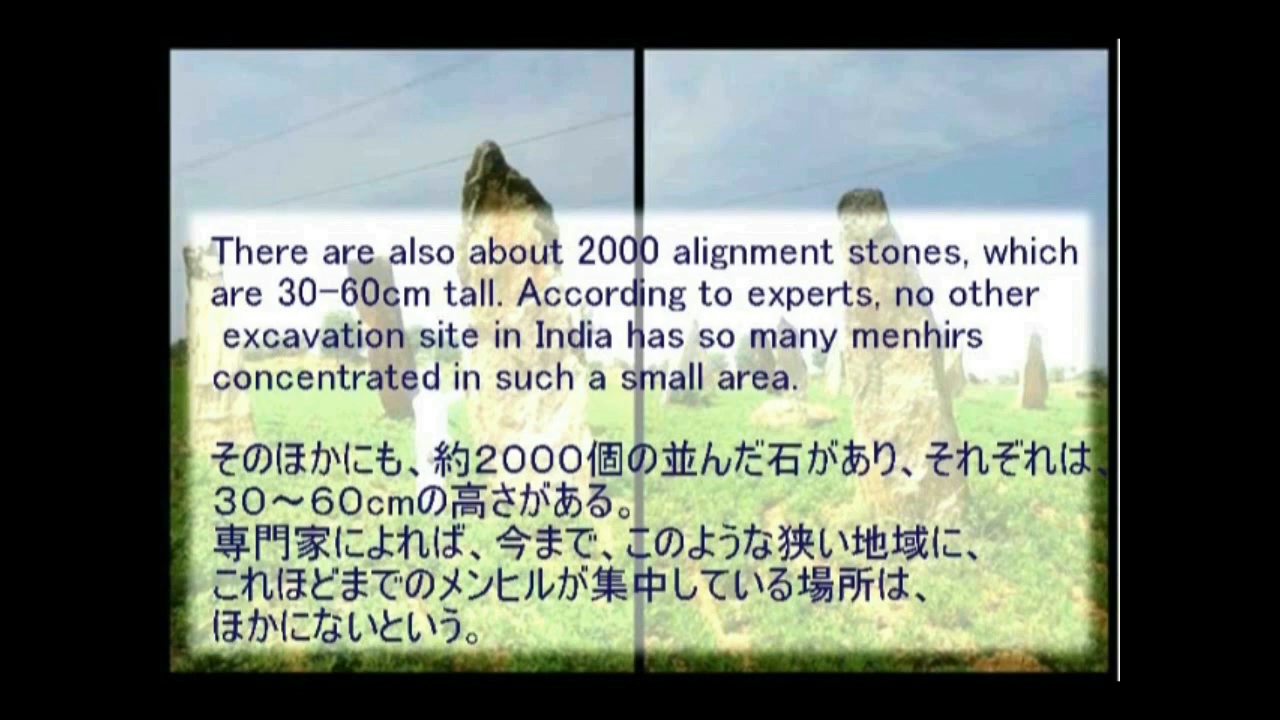 There are also about 2000 alignment stones, which
are 30-60cm tall. According to experts, no other
excavation site in India has so many menhirs
concentrated in such a small area.
そのほかにも、約２０００個の並んだ石があり、それぞれは、
３０～６０cmの高さがある。
専門家によれば、今まで、このような狭い地域に、
これほどまでのメンヒルが集中している場所は、
ほかにないという。